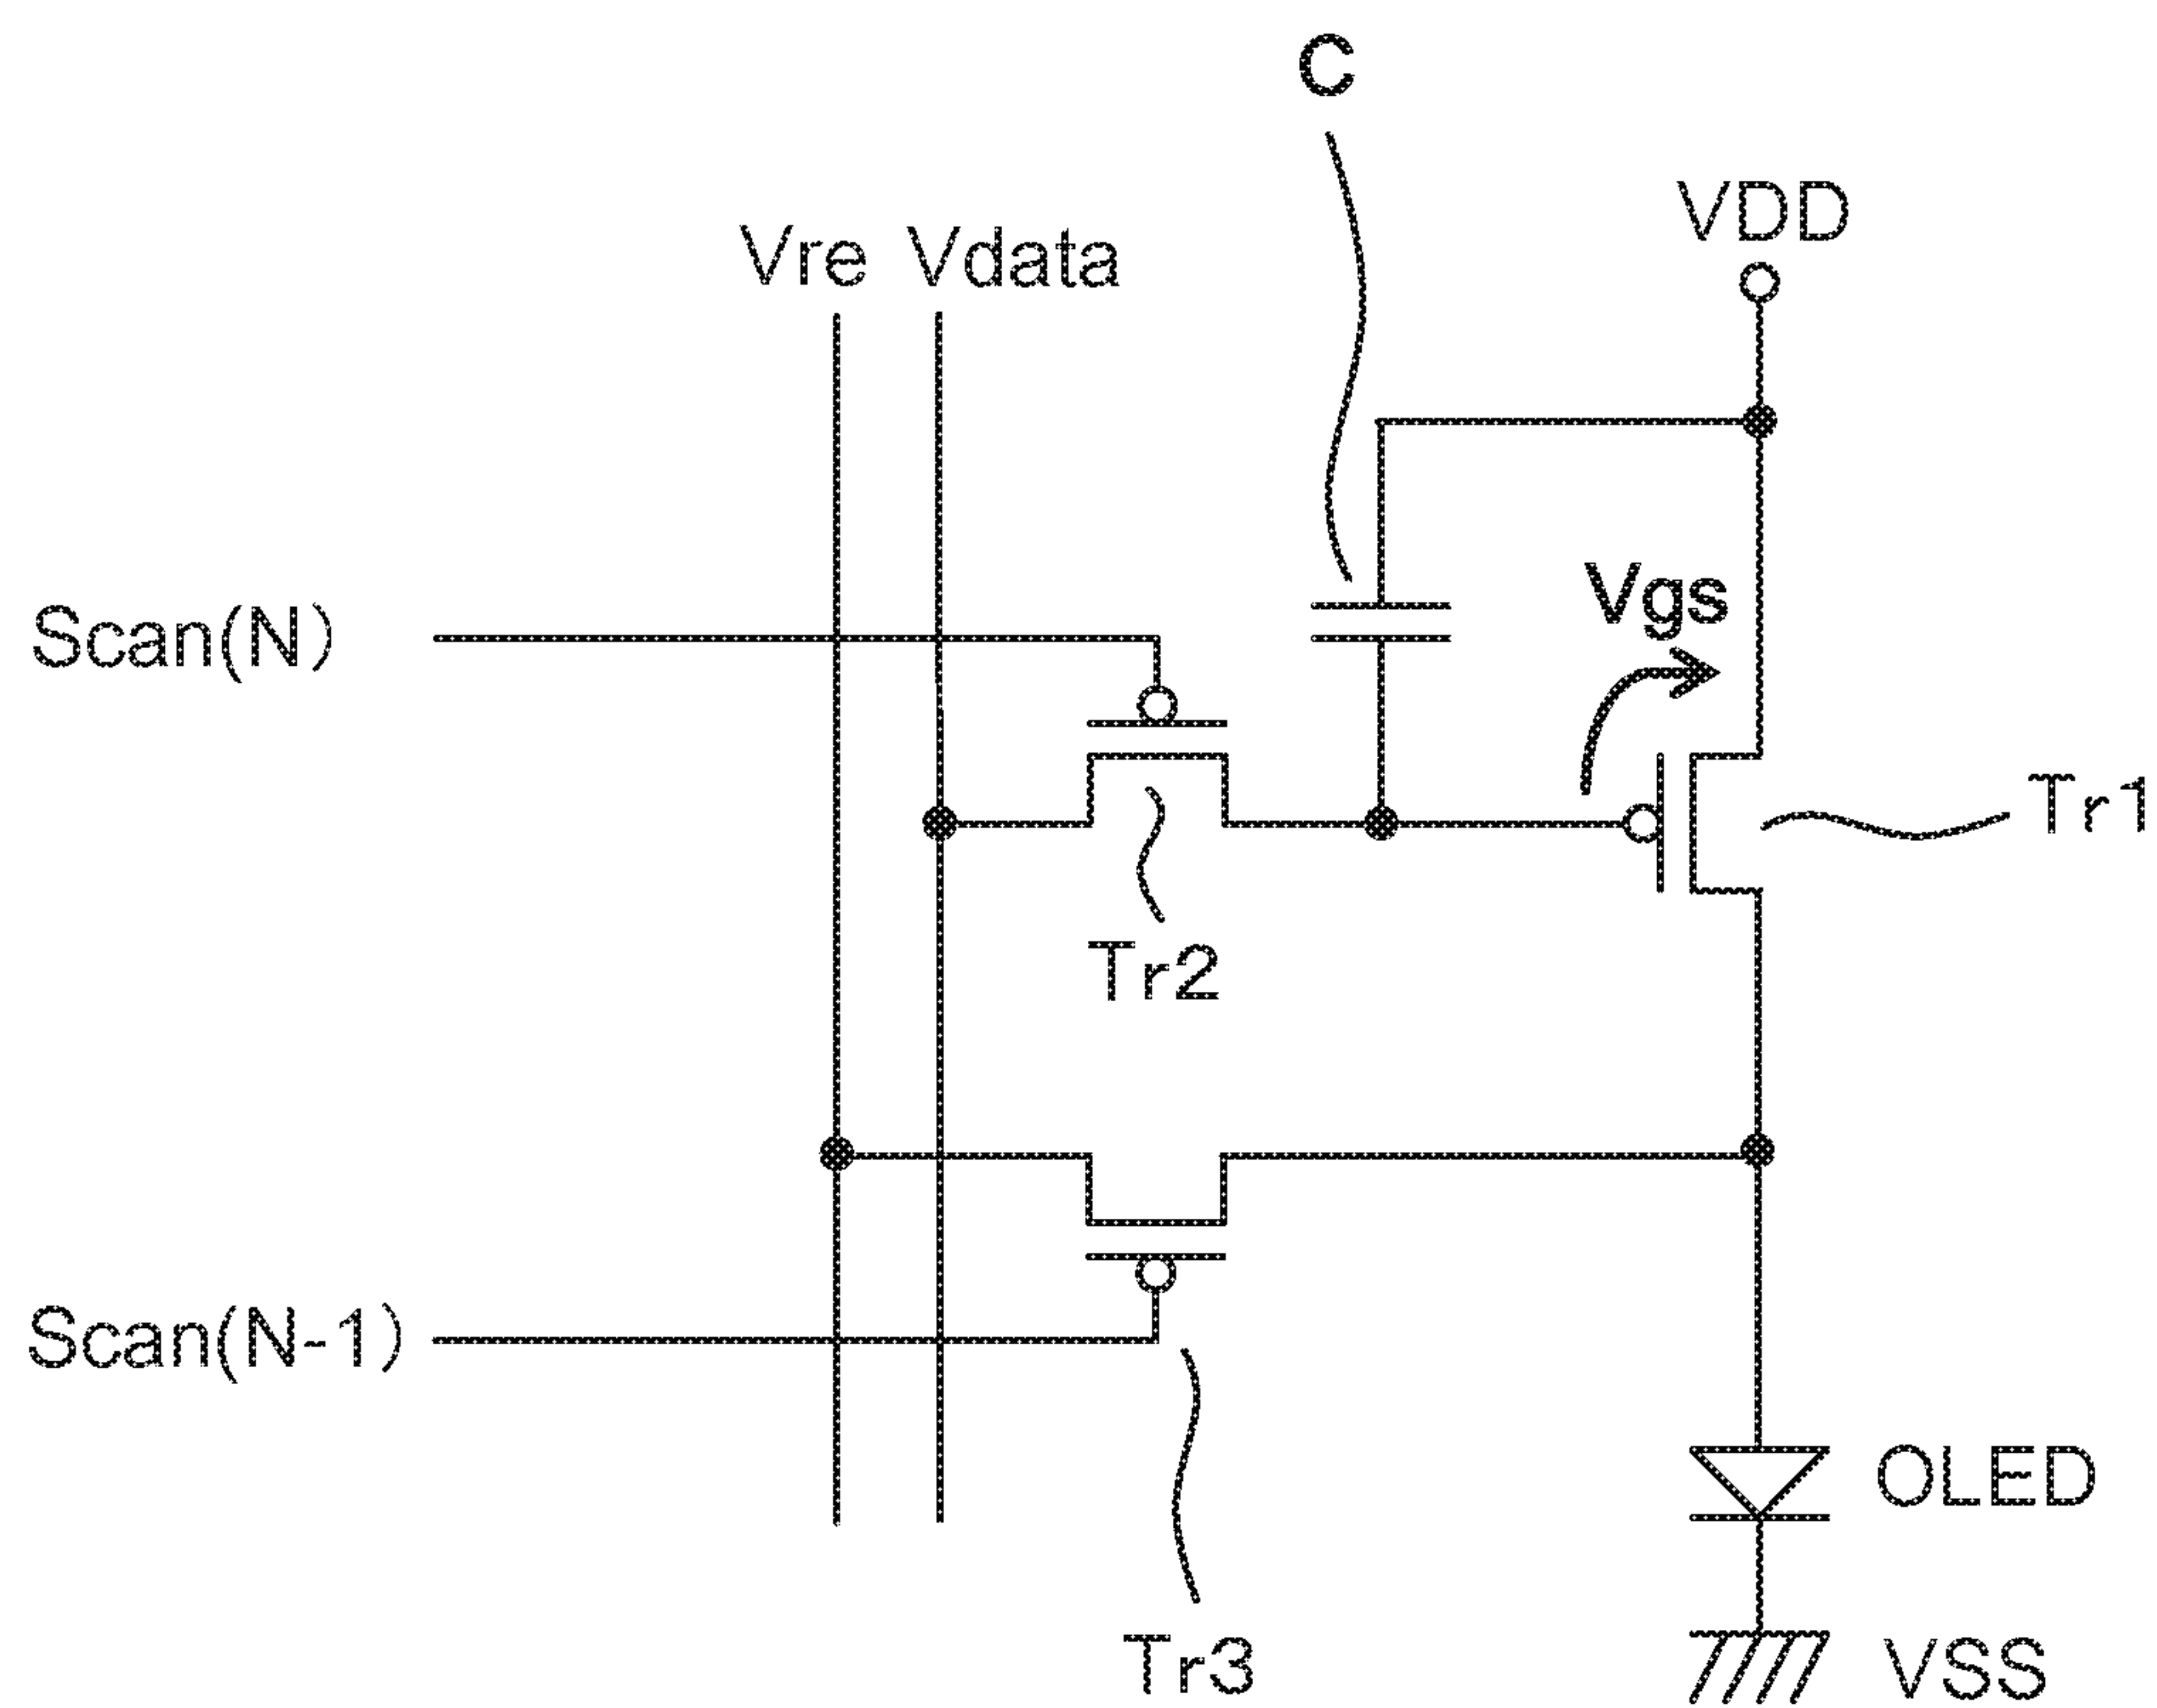 C
VDD
Vre Vdata
Vgs
Scan(N)
Tr1
Tr2
Scan(N-1)
OLED
Tr3
VSS